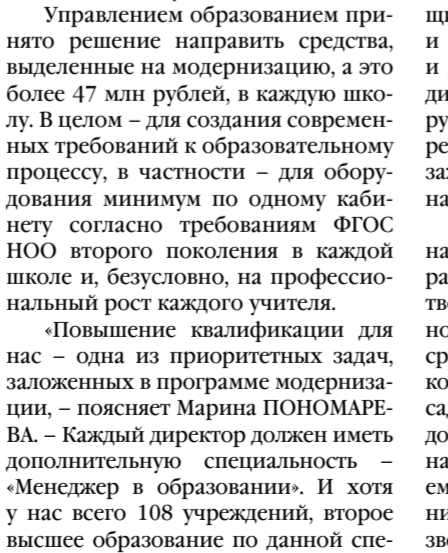 Управлением образованием при-
нято решение направить средства,
выделенные на модернизацию, а это
более 47 млн рублей, в каждую шко-
лу. В целом – для создания современ-
ных требований к образовательному
процессу, в частности – для обору-
дования минимум по одному каби-
нету согласно требованиям ФГОС
НОО второго поколения в каждой
школе и, безусловно, на профессио-
нальный рост каждого учителя.
«Повышение квалификации для
нас – одна из приоритетных задач,
заложенных в программе модерниза-
ции, – поясняет Марина ПОНОМАРЕ-
ВА. – Каждый директор должен иметь
дополнительную специальность –
«Менеджер в образовании». И хотя
у нас всего 108 учреждений, второе
высшее образование по данной спе-